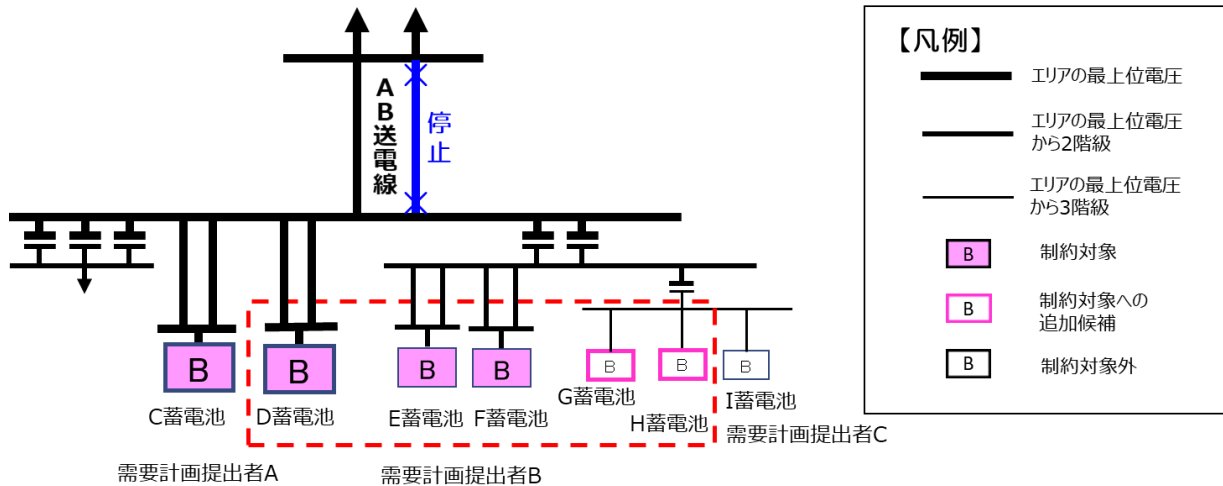 AB送電線
停止
B
B
B
B
B
B
B
C蓄電池
D蓄電池
E蓄電池
F蓄電池
G蓄電池
H蓄電池
I蓄電池
需要計画提出者A
需要計画提出者B
需要計画提出者C
【凡例】
エリアの最上位電圧
エリアの最上位電圧
から2階級
エリアの最上位電圧
から3階級
B
制約対象
B
制約対象への
追加候補
B
制約対象外